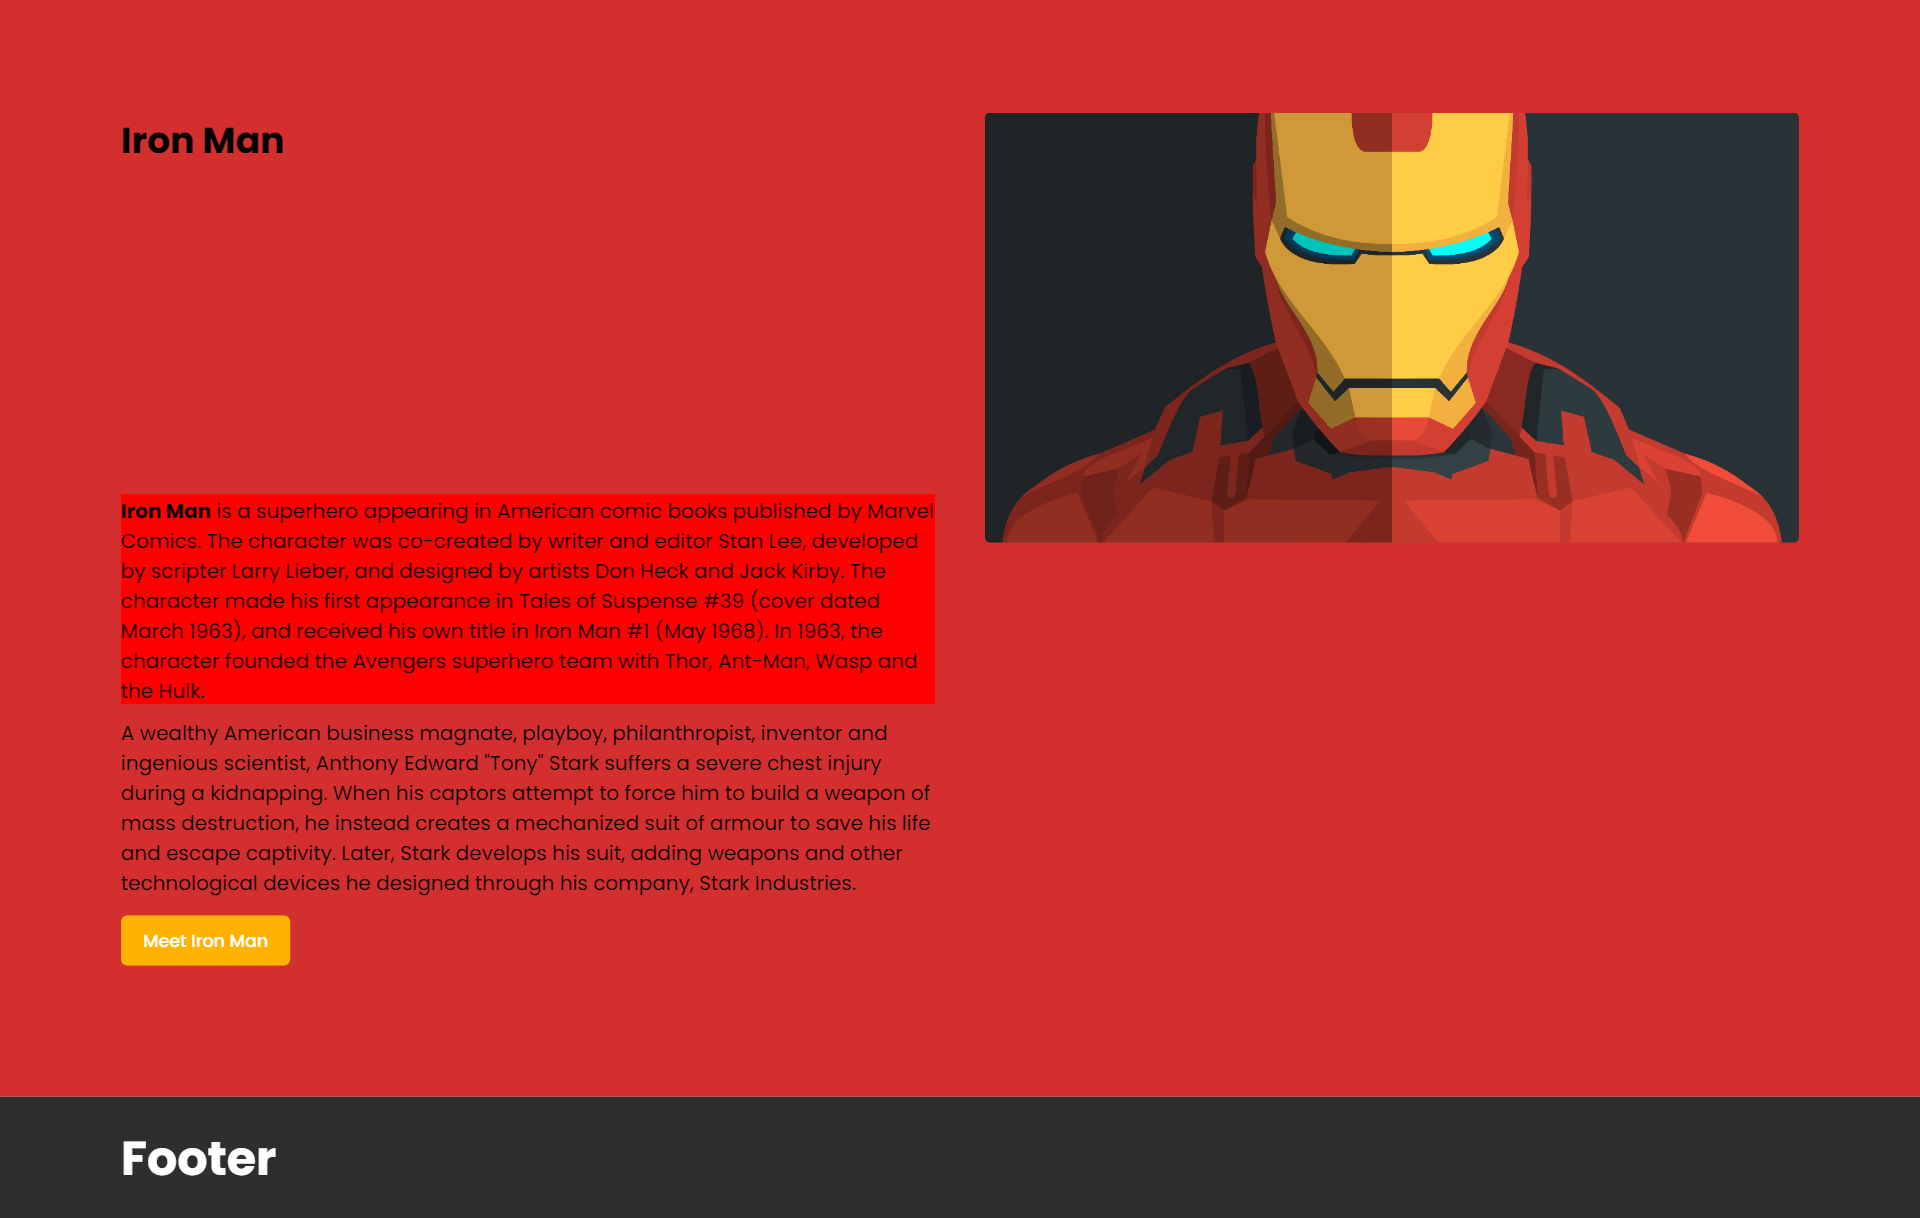 Iron Man
Iron Man is a superhero appearing in American comic books published by Marvel
Comics. The character was co-created by writer and editor Stan Lee, developed
by scripter Larry Lieber, and designed by artists Don Heck and Jack Kirby. The
character made his first appearance in Tales of Suspense #39 (cover dated
March 1963), and received his own title in Iron Man #1 (May 1968). In 1963, the
character founded the Avengers superhero team with Thor, Ant-Man, Wasp and
the Hulk.
A wealthy American business magnate, playboy, philanthropist, inventor and
ingenious scientist, Anthony Edward "Tony" Stark suffers a severe chest injury
during a kidnapping. When his captors attempt to force him to build a weapon of
mass destruction, he instead creates a mechanized suit of armour to save his life
and escape captivity. Later, Stark develops his suit, adding weapons and other
technological devices he designed through his company, Stark Industries.
Meet Iron Man
Footer